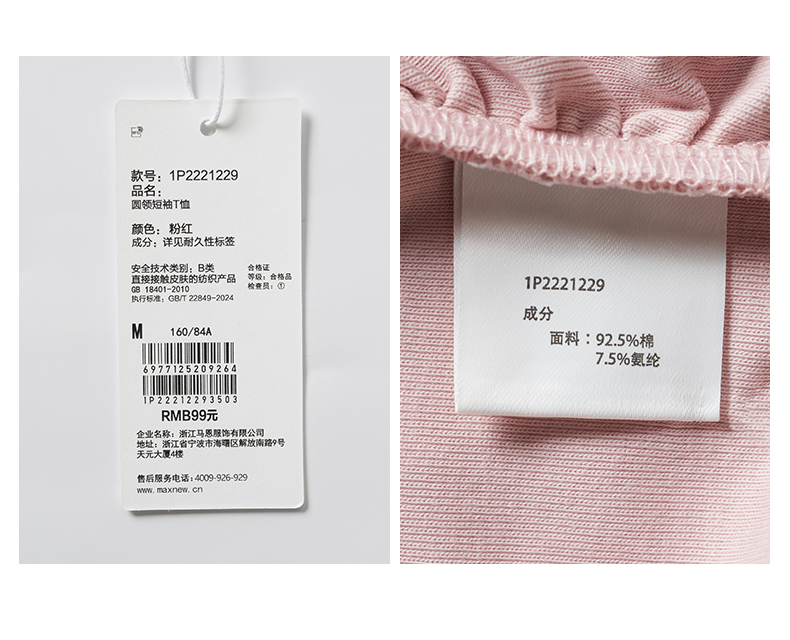 款号：1P2221229
品名：
圆领短袖T恤
颜色：粉红
成分：详见耐久性标签
安全技术类别：B类
直接接触皮肤的纺织产品
GB 18401-2010
执行标准：GB/T 22849-2024
合格证
等级：合格品
检查员：①
M 160/84A
6977125209264
1P22212293503
RMB99元
企业名称：浙江马恩服饰有限公司
地址：浙江省宁波市海曙区解放南路9号
天元大厦4楼
售后服务电话：4009-926-929
www.maxnew.cn
1P2221229
成分
面料：92.5%棉
7.5%氨纶